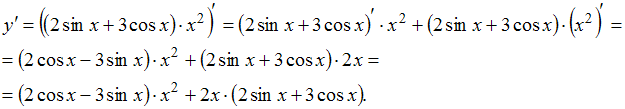 y′ = ((2 sin x + 3 cos x) · x²)′ = (2 sin x + 3 cos x)′ · x² + (2 sin x + 3 cos x) · (x²)′ =
= (2 cos x − 3 sin x) · x² + (2 sin x + 3 cos x) · 2x =
= (2 cos x − 3 sin x) · x² + 2x · (2 sin x + 3 cos x).